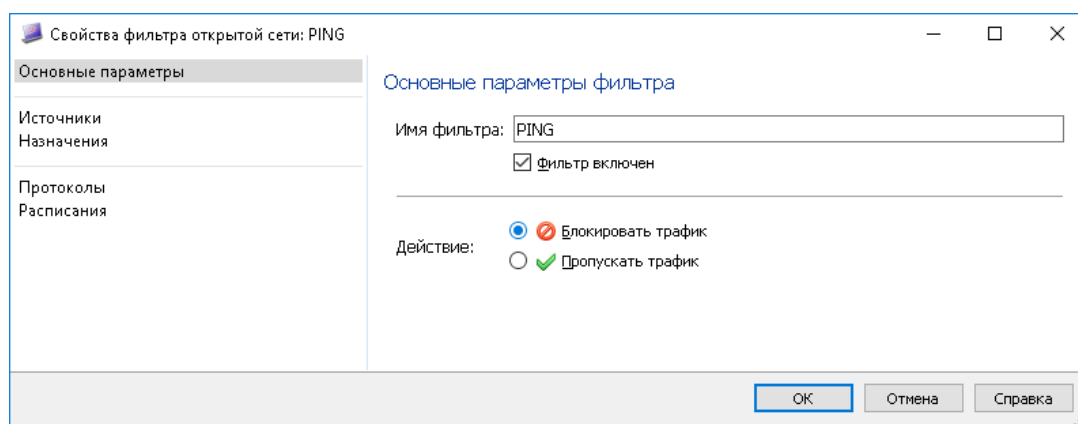 Свойства фильтра открытой сети: PING
Основные параметры
Источники
Назначения
Протоколы
Расписания
Основные параметры фильтра
Имя фильтра: PING
Фильтр включен
Действие:
Блокировать трафик
Пропускать трафик
ОК
Отмена
Справка